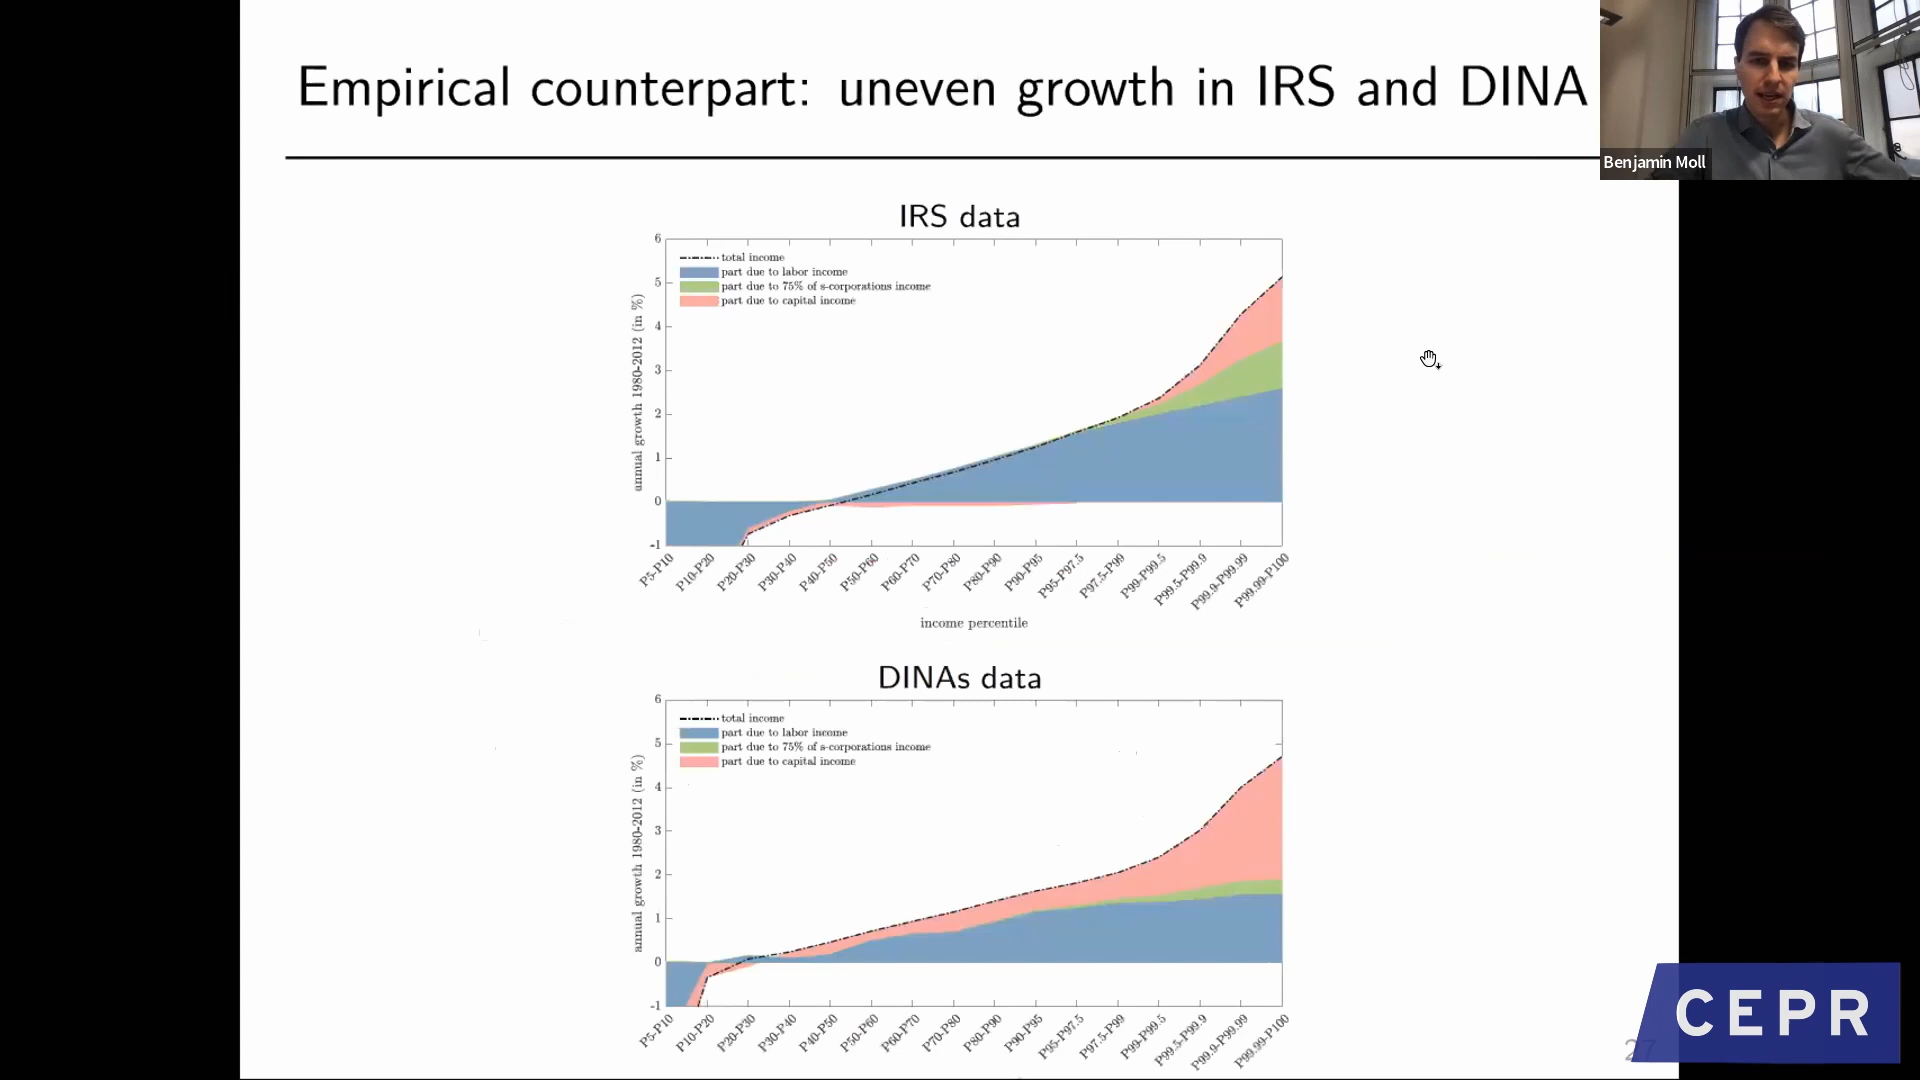 Empirical counterpart: uneven growth in IRS and DINA
Benjamin Moll
IRS data
total income
part due to labor income
part due to 75% of s-corporations income
part due to capital income
annual growth 1980-2012 (in %)
6
5
4
3
2
1
0
-1
P5-P10
P10-P20
P20-P30
P30-P40
P40-P50
P50-P60
P60-P70
P70-P80
P80-P90
P90-P95
P95-P97.5
P97.5-P99
P99-P99.5
P99.5-P99.9
P99.9-P99.99
P99.99-P100
income percentile
DINAs data
total income
part due to labor income
part due to 75% of s-corporations income
part due to capital income
annual growth 1980-2012 (in %)
6
5
4
3
2
1
0
-1
P5-P10
P10-P20
P20-P30
P30-P40
P40-P50
P50-P60
P60-P70
P70-P80
P80-P90
P90-P95
P95-P97.5
P97.5-P99
P99-P99.5
P99.5-P99.9
P99.9-P99.99
P99.99-P100
CEPR